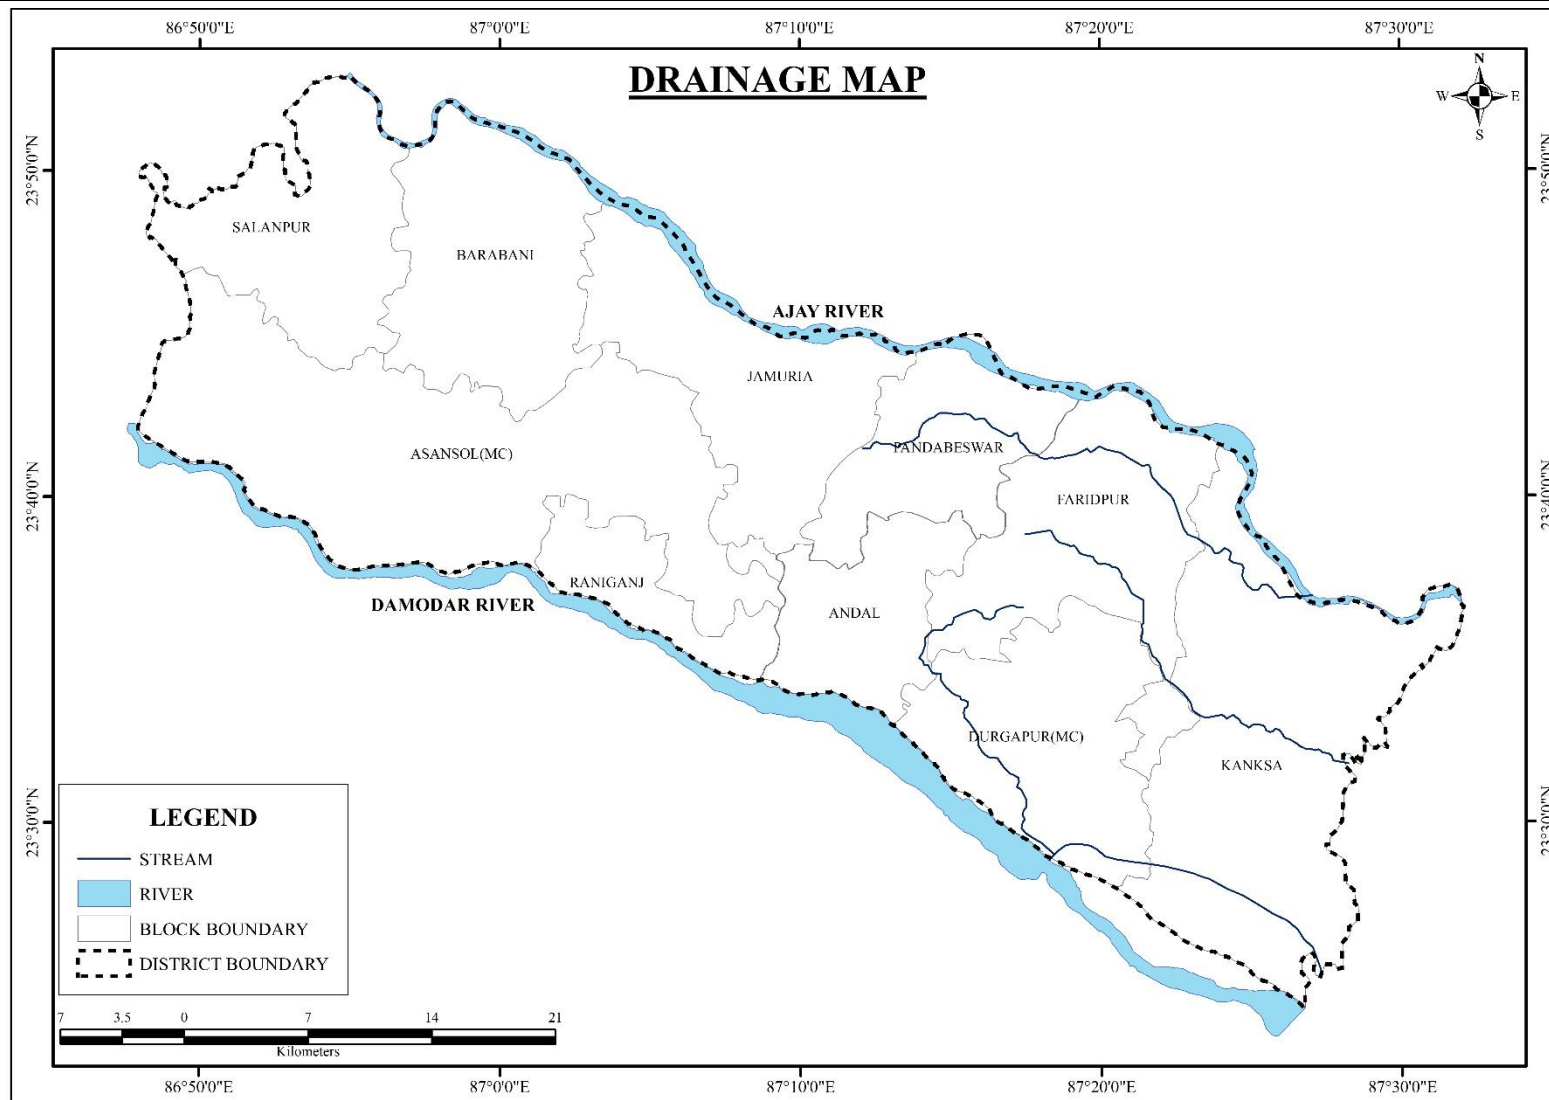 86°50'0"E 87°0'0"E 87°10'0"E 87°20'0"E 87°30'0"E
DRAINAGE MAP
N
W E
S
23°50'0"N 23°50'0"N
SALANPUR
BARABANI
AJAY RIVER
JAMURIA
PANDABESWAR
ASANSOL(MC)
23°40'0"N 23°40'0"N
FARIDPUR
RANIGANJ
DAMODAR RIVER
ANDAL
DURGAPUR(MC)
KANKSA
23°30'0"N 23°30'0"N
LEGEND
STREAM
RIVER
BLOCK BOUNDARY
DISTRICT BOUNDARY
7 3.5 0 7 14 21
Kilometers
86°50'0"E 87°0'0"E 87°10'0"E 87°20'0"E 87°30'0"E